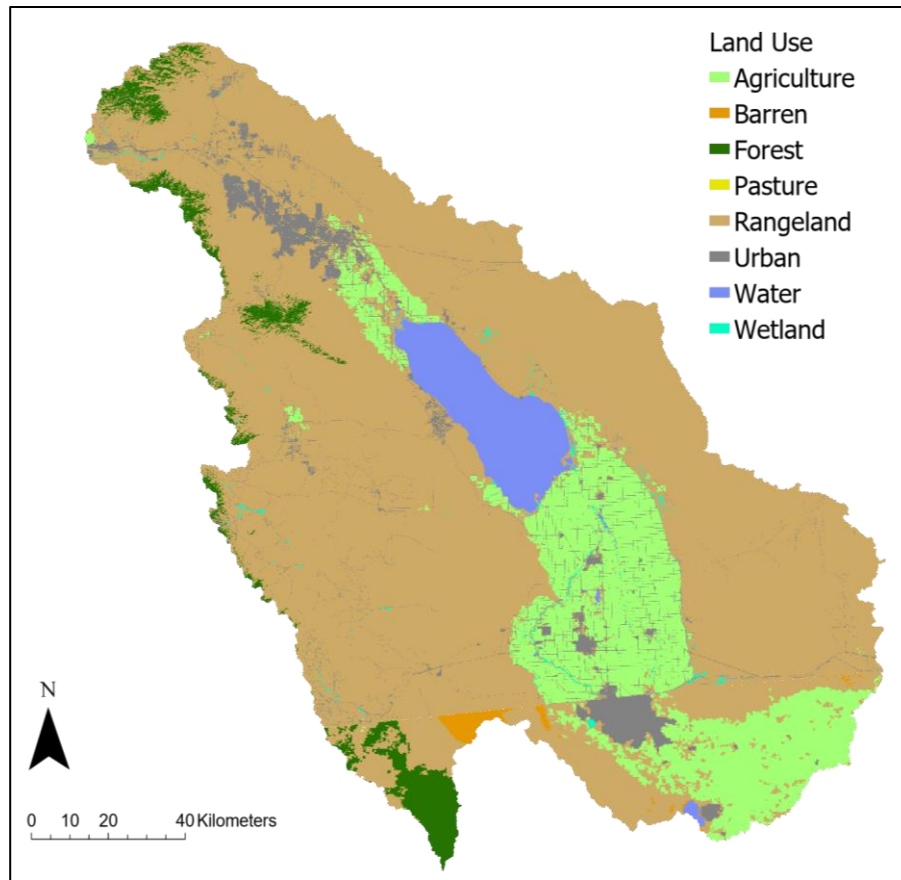 Land Use
Agriculture
Barren
Forest
Pasture
Rangeland
Urban
Water
Wetland
N
0 10 20 40 Kilometers